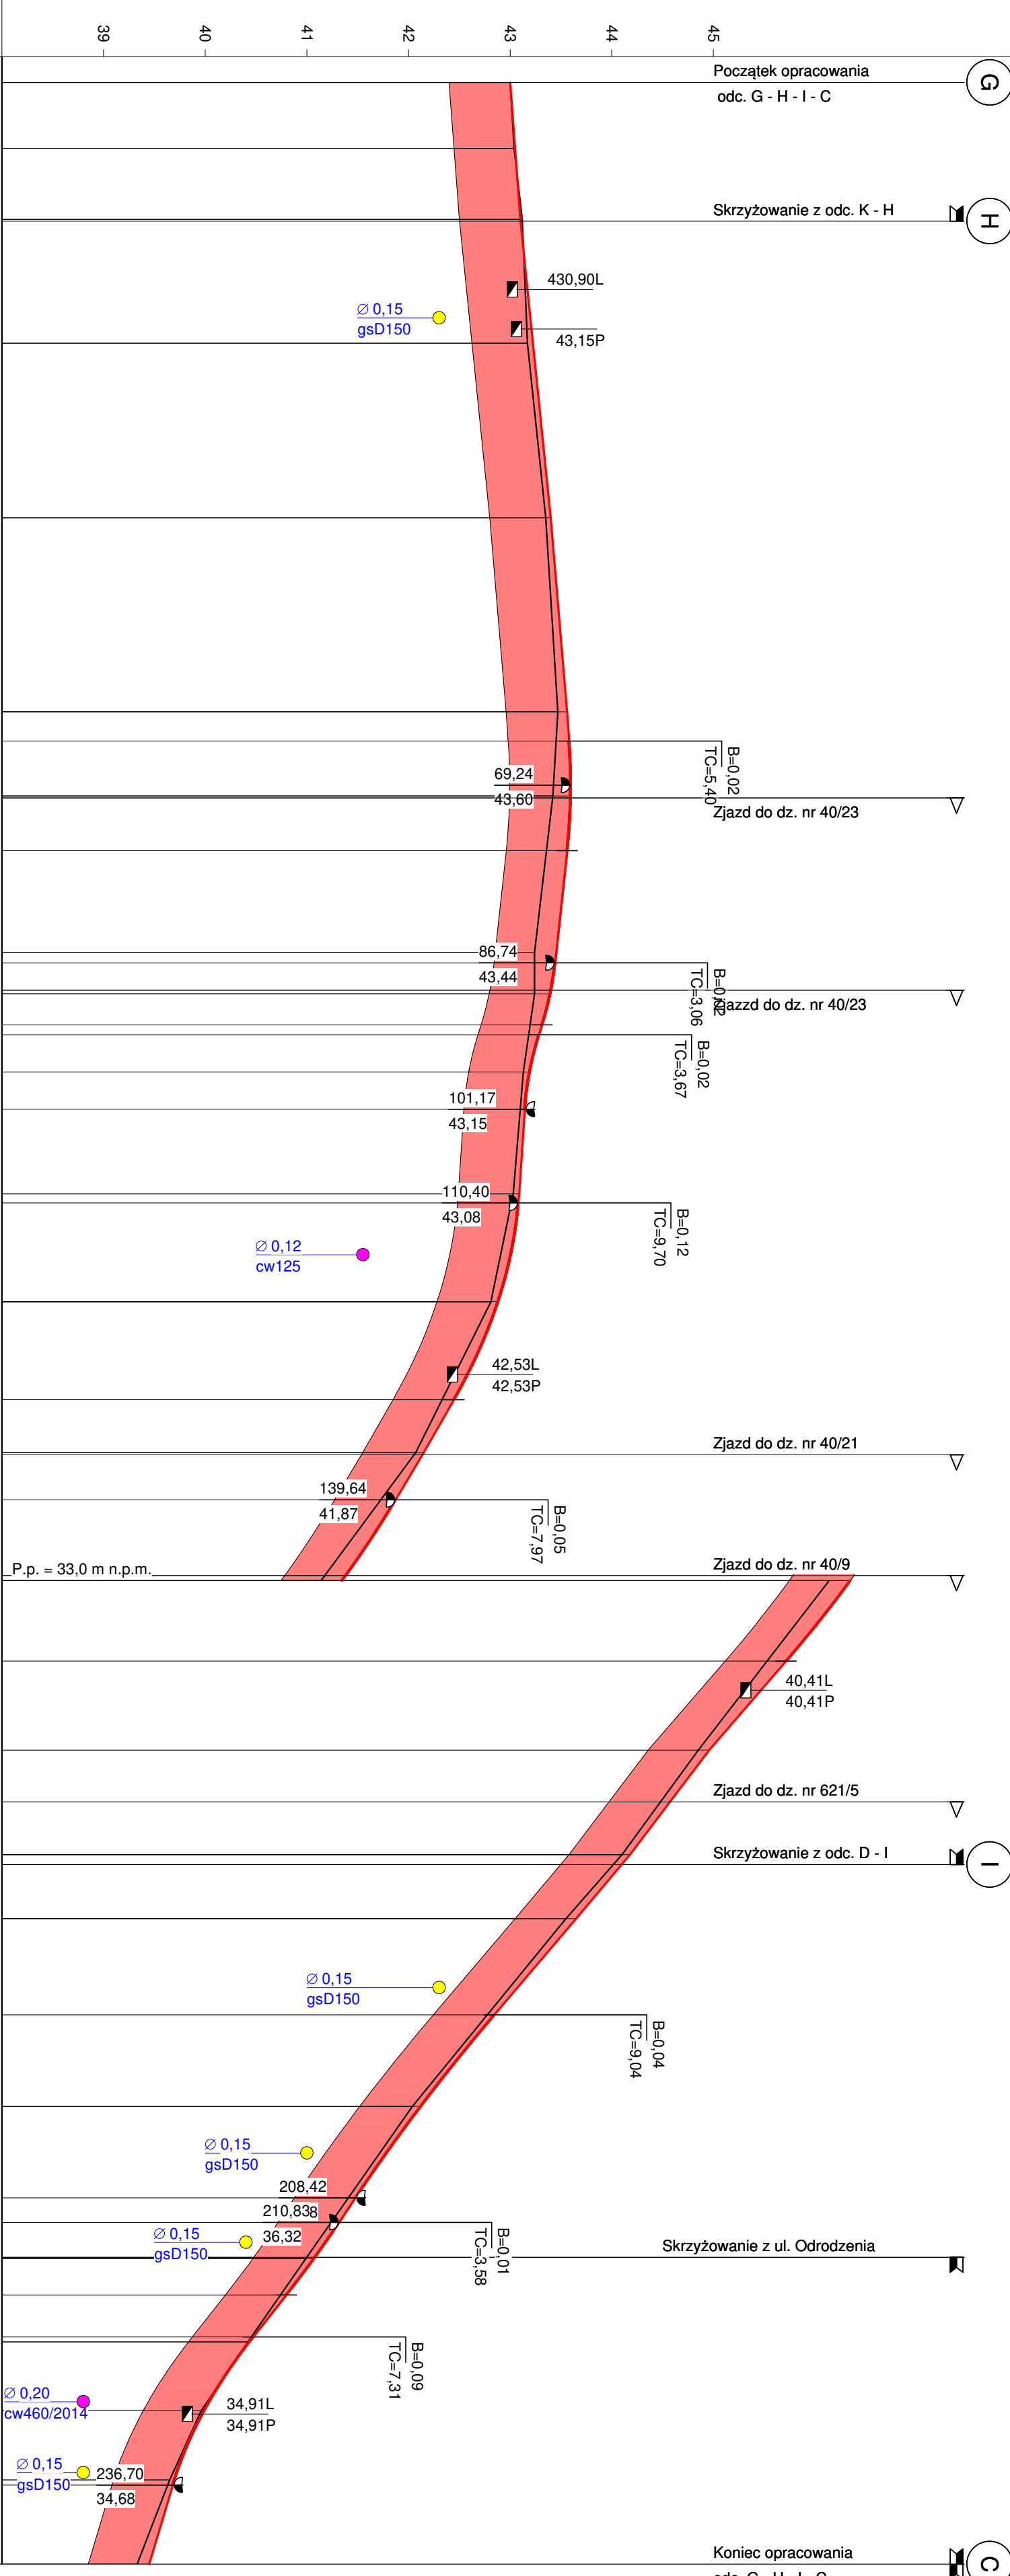 39
40
41
42
43
44
45
Początek opracowania
odc. G - H - I - C
G
Skrzyżowanie z odc. K - H
H
430,90L
43,15P
∅ 0,15
gsD150
B=0,02
TC=5,40
69,24
43,60
Zjazd do dz. nr 40/23
86,74
43,44
TC=3,06
dz. nr 40/23
B=0,02
TC=3,67
101,17
43,15
110,40
43,08
B=0,12
TC=9,70
∅ 0,12
cw125
42,53L
42,53P
Zjazd do dz. nr 40/21
139,64
41,87
B=0,05
TC=7,97
P.p. = 33,0 m n.p.m.
Zjazd do dz. nr 40/9
40,41L
40,41P
Zjazd do dz. nr 621/5
Skrzyżowanie z odc. D - I
I
∅ 0,15
gsD150
B=0,04
TC=9,04
∅ 0,15
gsD150
208,42
210,83
36,32
∅ 0,15
gsD150
B=0,01
TC=3,58
Skrzyżowanie z ul. Odrodzenia
B=0,09
TC=7,31
∅ 0,20
cw460/2014
34,91L
34,91P
∅ 0,15
gsD150
236,70
34,68
Koniec opracowania
C